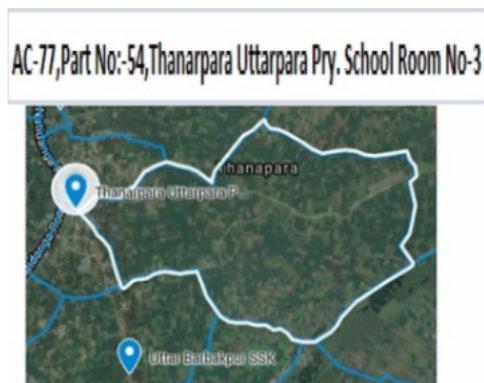 AC-77,Part No:-54,Thanarpara Uttarpara Pry. School Room No-3
Thanapara
Thanarpara Uttarpara P...
Uttar Barbakpur SSK